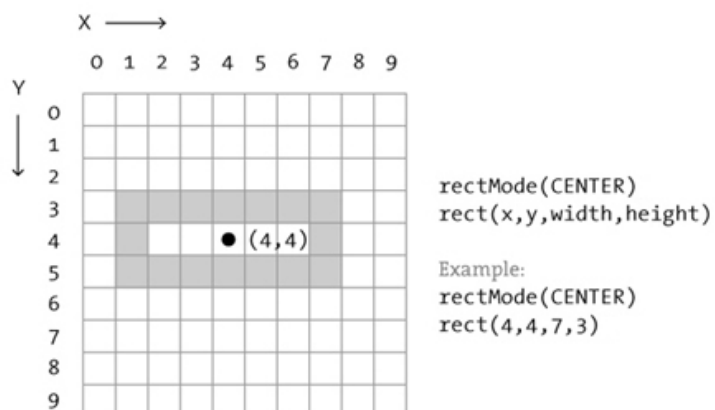 X
0 1 2 3 4 5 6 7 8 9
Y
0
1
2
3
4
5
6
7
8
9
(4,4)
rectMode(CENTER)
rect(x,y,width,height)
Example:
rectMode(CENTER)
rect(4,4,7,3)